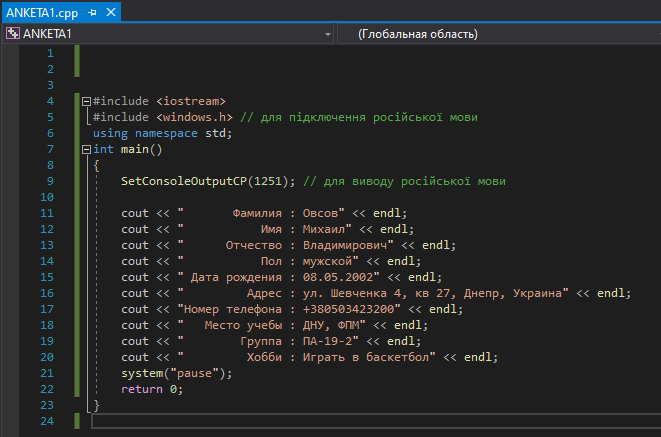 ANKETA1.cpp
ANKETA1 (Глобальная область)
1
2
3
4 #include <iostream>
5 #include <windows.h> // для підключення російської мови
6 using namespace std;
7 int main()
8 {
9 SetConsoleOutputCP(1251); // для виводу російської мови
10
11 cout << "       Фамилия : Овсов" << endl;
12 cout << "           Имя : Михаил" << endl;
13 cout << "      Отчество : Владимирович" << endl;
14 cout << "           Пол : мужской" << endl;
15 cout << " Дата рождения : 08.05.2002" << endl;
16 cout << "         Адрес : ул. Шевченка 4, кв 27, Днепр, Украина" << endl;
17 cout << "Номер телефона : +380503423200" << endl;
18 cout << "   Место учебы : ДНУ, ФПМ" << endl;
19 cout << "        Группа : ПА-19-2" << endl;
20 cout << "         Хобби : Играть в баскетбол" << endl;
21 system("pause");
22 return 0;
23 }
24